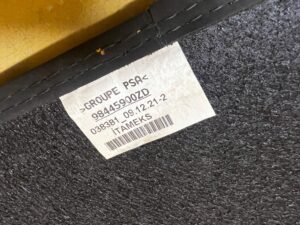 >GROUPE PSA<
98445900ZD
038381_09.12.21-2
ITAMEKS